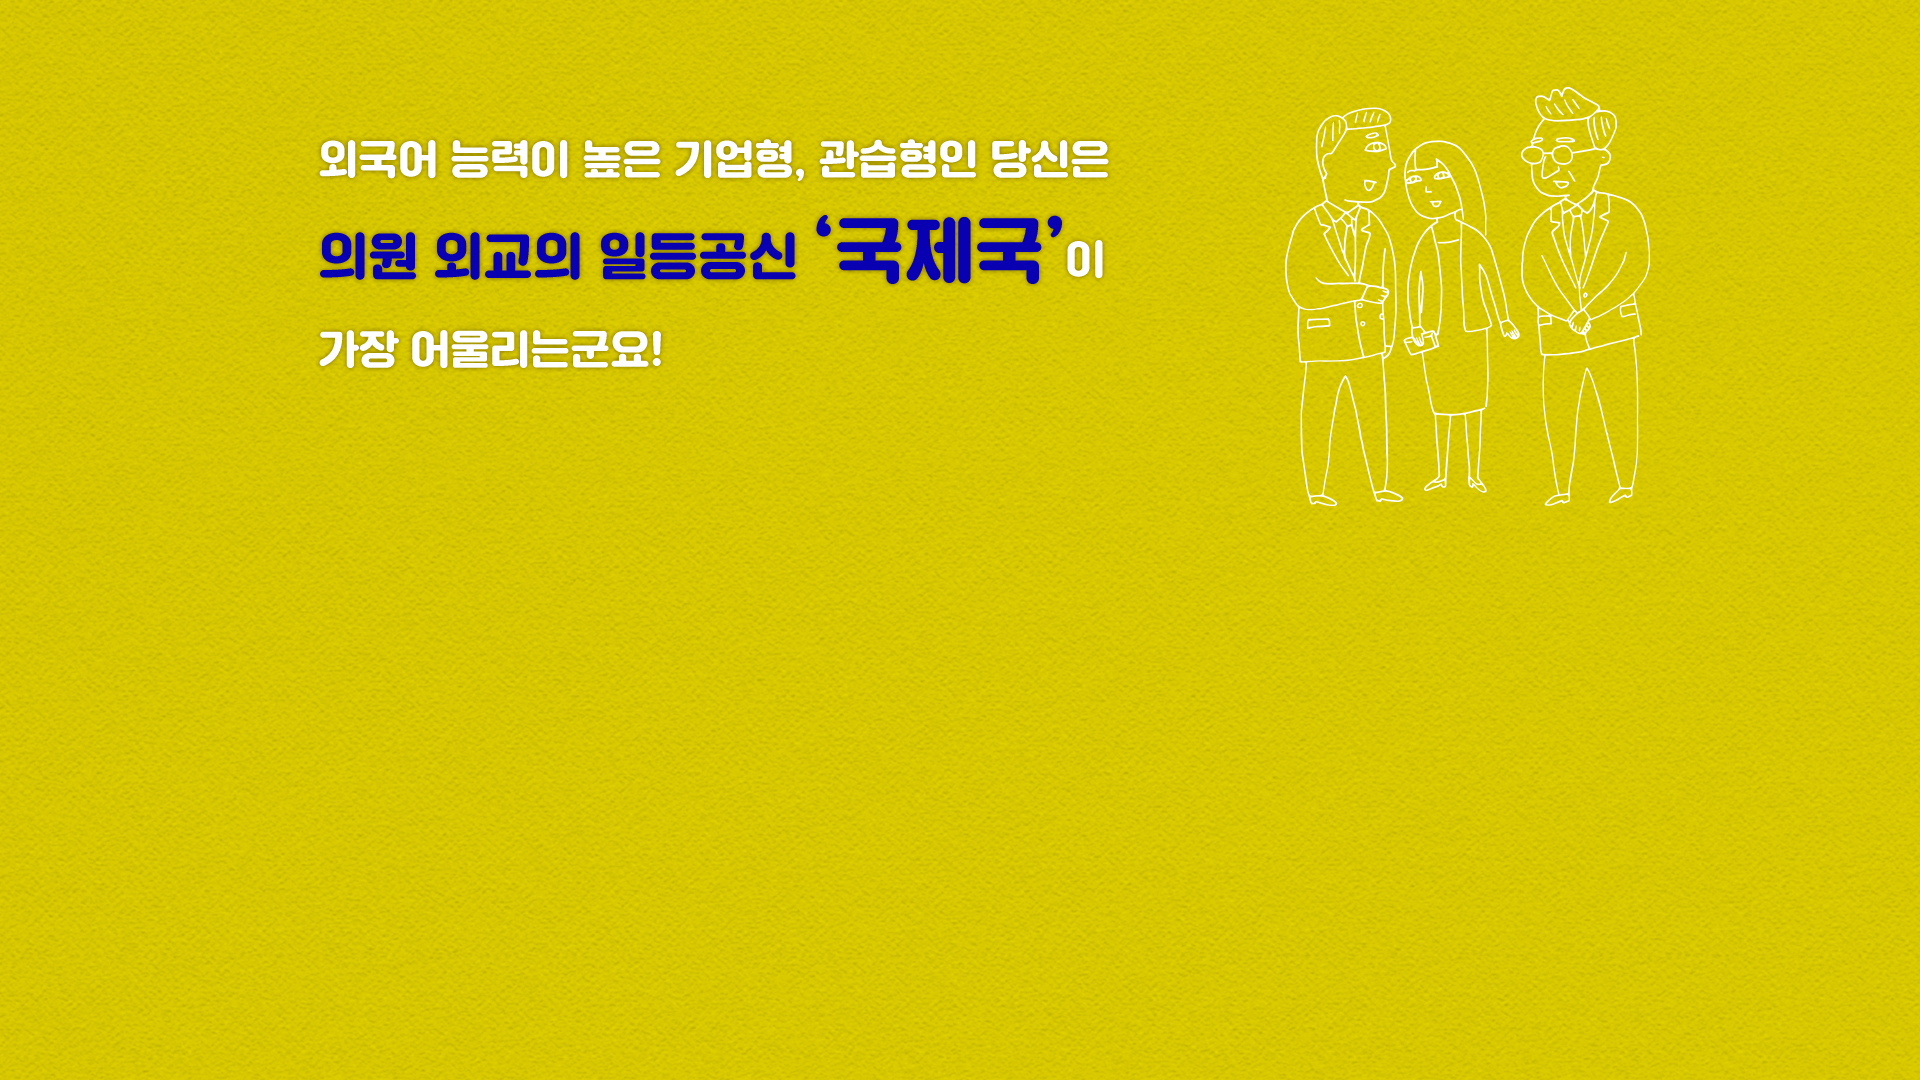 외국어 능력이 높은 기업형, 관습형인 당신은
의원 외교의 일등공신 ‘국제국’이
가장 어울리는군요!